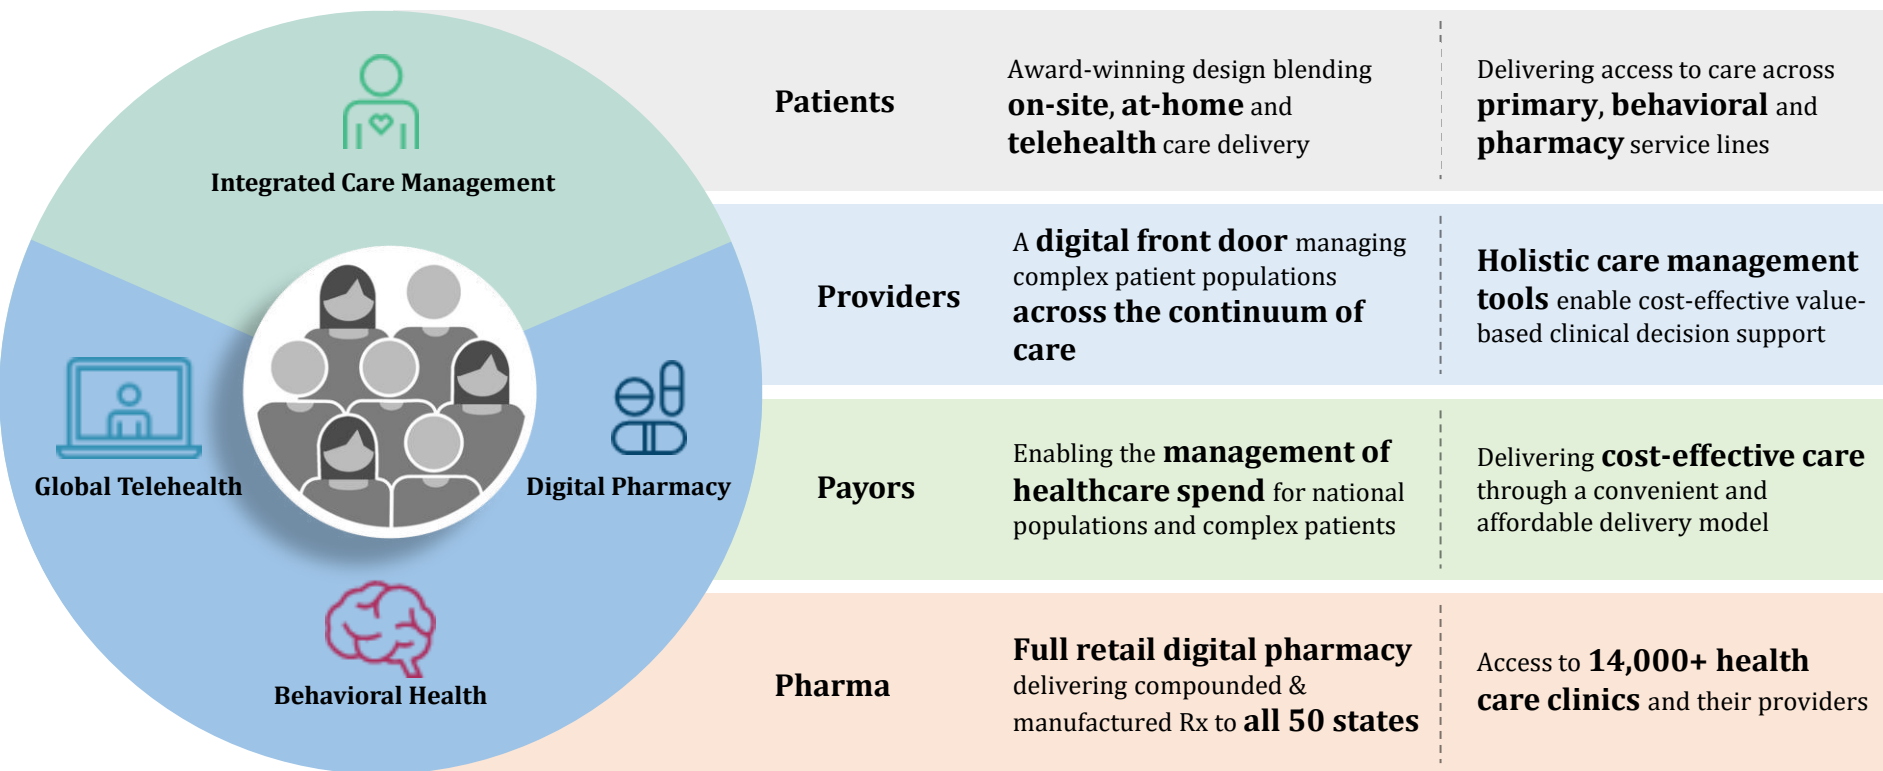 Integrated Care Management
Global Telehealth
Digital Pharmacy
Behavioral Health
Patients
Award-winning design blending
on-site, at-home and
telehealth care delivery
Delivering access to care across
primary, behavioral and
pharmacy service lines
Providers
A digital front door managing
complex patient populations
across the continuum of
care
Holistic care management
tools enable cost-effective value-
based clinical decision support
Payors
Enabling the management of
healthcare spend for national
populations and complex patients
Delivering cost-effective care
through a convenient and
affordable delivery model
Pharma
Full retail digital pharmacy
delivering compounded &
manufactured Rx to all 50 states
Access to 14,000+ health
care clinics and their providers